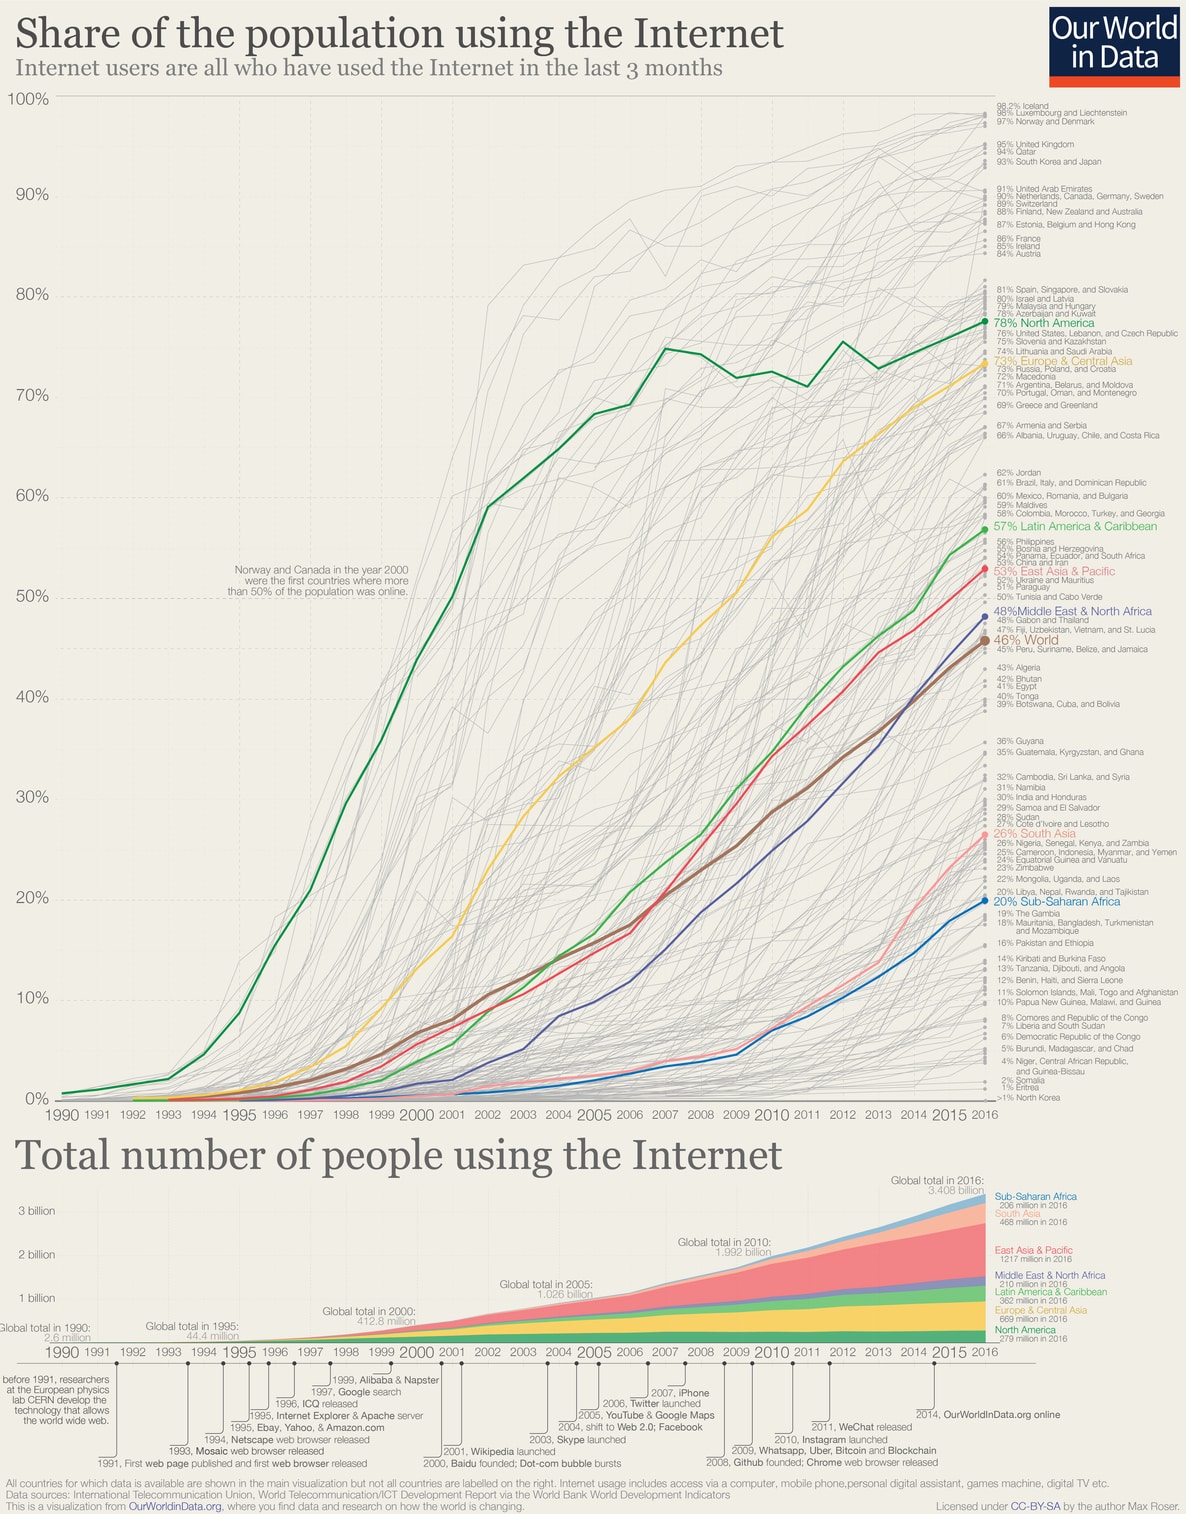 Share of the population using the Internet
Internet users are all who have used the Internet in the last 3 months
Our World
in Data
100%
90%
80%
70%
60%
50%
40%
30%
20%
10%
0%
Norway and Canada in the year 2000
were the first countries where more
than 50% of the population was online.
98.2% Iceland
98% Luxembourg and Liechtenstein
97% Norway and Denmark
95% United Kingdom
94% Qatar
93% South Korea and Japan
91% United Arab Emirates
90% Netherlands, Canada, Germany, Sweden
89% Switzerland
88% Finland, New Zealand and Australia
87% Estonia, Belgium and Hong Kong
86% France
85% Ireland
84% Austria
81% Spain, Singapore, and Slovakia
80% Israel and Latvia
79% Malaysia and Hungary
78% Azerbaijan and Kuwait
78% North America
76% United States, Lebanon, and Czech Republic
75% Slovenia and Kazakhstan
74% Lithuania and Saudi Arabia
73% Europe & Central Asia
73% Russia, Poland, and Croatia
72% Macedonia
71% Argentina, Belarus, and Moldova
70% Portugal, Oman, and Montenegro
69% Greece and Greenland
67% Armenia and Serbia
66% Albania, Uruguay, Chile, and Costa Rica
62% Jordan
61% Brazil, Italy, and Dominican Republic
60% Mexico, Romania, and Bulgaria
59% Maldives
58% Colombia, Morocco, Turkey, and Georgia
57% Latin America & Caribbean
56% Philippines
55% Bosnia and Herzegovina
54% Panama, Ecuador, and South Africa
53% China and Iran
53% East Asia & Pacific
52% Ukraine and Mauritius
51% Paraguay
50% Tunisia and Cabo Verde
48%Middle East & North Africa
48% Gabon and Thailand
47% Fiji, Uzbekistan, Vietnam, and St. Lucia
46% World
45% Peru, Suriname, Belize, and Jamaica
43% Algeria
42% Bhutan
41% Egypt
40% Tonga
39% Botswana, Cuba, and Bolivia
36% Guyana
35% Guatemala, Kyrgyzstan, and Ghana
32% Cambodia, Sri Lanka, and Syria
31% Namibia
30% India and Honduras
29% Samoa and El Salvador
28% Sudan
27% Cote d'Ivoire and Lesotho
26% South Asia
26% Nigeria, Senegal, Kenya, and Zambia
25% Cameroon, Indonesia, Myanmar, and Yemen
24% Equatorial Guinea and Vanuatu
23% Zimbabwe
22% Mongolia, Uganda, and Laos
20% Libya, Nepal, Rwanda, and Tajikistan
20% Sub-Saharan Africa
19% The Gambia
18% Mauritania, Bangladesh, Turkmenistan
and Mozambique
16% Pakistan and Ethiopia
14% Kiribati and Burkina Faso
13% Tanzania, Djibouti, and Angola
12% Benin, Haiti, and Sierra Leone
11% Solomon Islands, Mali, Togo and Afghanistan
10% Papua New Guinea, Malawi, and Guinea
8% Comores and Republic of the Congo
7% Liberia and South Sudan
6% Democratic Republic of the Congo
5% Burundi, Madagascar, and Chad
4% Niger, Central African Republic,
and Guinea-Bissau
2% Somalia
1% Eritrea
>1% North Korea
1990 1991 1992 1993 1994 1995 1996 1997 1998 1999 2000 2001 2002 2003 2004 2005 2006 2007 2008 2009 2010 2011 2012 2013 2014 2015 2016
Total number of people using the Internet
3 billion
2 billion
1 billion
Global total in 1990:
2.6 million
Global total in 1995:
44.4 million
Global total in 2000:
412.8 million
Global total in 2005:
1.026 billion
Global total in 2010:
1.992 billion
Global total in 2016:
3.408 billion
Sub-Saharan Africa
206 million in 2016
South Asia
468 million in 2016
East Asia & Pacific
1217 million in 2016
Middle East & North Africa
210 million in 2016
Latin America & Caribbean
362 million in 2016
Europe & Central Asia
669 million in 2016
North America
279 million in 2016
1990 1991 1992 1993 1994 1995 1996 1997 1998 1999 2000 2001 2002 2003 2004 2005 2006 2007 2008 2009 2010 2011 2012 2013 2014 2015 2016
before 1991, researchers
at the European physics
lab CERN develop the
technology that allows
the world wide web.
1991, First web page published and first web browser released
1993, Mosaic web browser released
1994, Netscape web browser released
1995, Ebay, Yahoo, & Amazon.com
1995, Internet Explorer & Apache server
1996, ICQ released
1997, Google search
1999, Alibaba & Napster
2000, Baidu founded; Dot-com bubble bursts
2001, Wikipedia launched
2003, Skype launched
2004, shift to Web 2.0; Facebook
2005, YouTube & Google Maps
2006, Twitter launched
2007, iPhone
2008, Github founded; Chrome web browser released
2009, Whatsapp, Uber, Bitcoin and Blockchain
2010, Instagram launched
2011, WeChat released
2014, OurWorldInData.org online
All countries for which data is available are shown in the main visualization but not all countries are labelled on the right. Internet usage includes access via a computer, mobile phone,personal digital assistant, games machine, digital TV etc.
Data sources: International Telecommunication Union, World Telecommunication/ICT Development Report via the World Bank World Development Indicators
This is a visualization from OurWorldinData.org, where you find data and research on how the world is changing.
Licensed under CC-BY-SA by the author Max Roser.